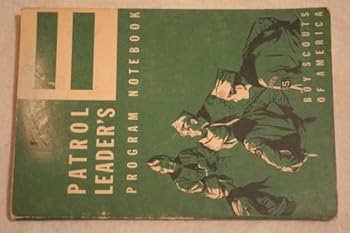 PATROL
LEADER'S
PROGRAM NOTEBOOK
BOY SCOUTS
OF AMERICA